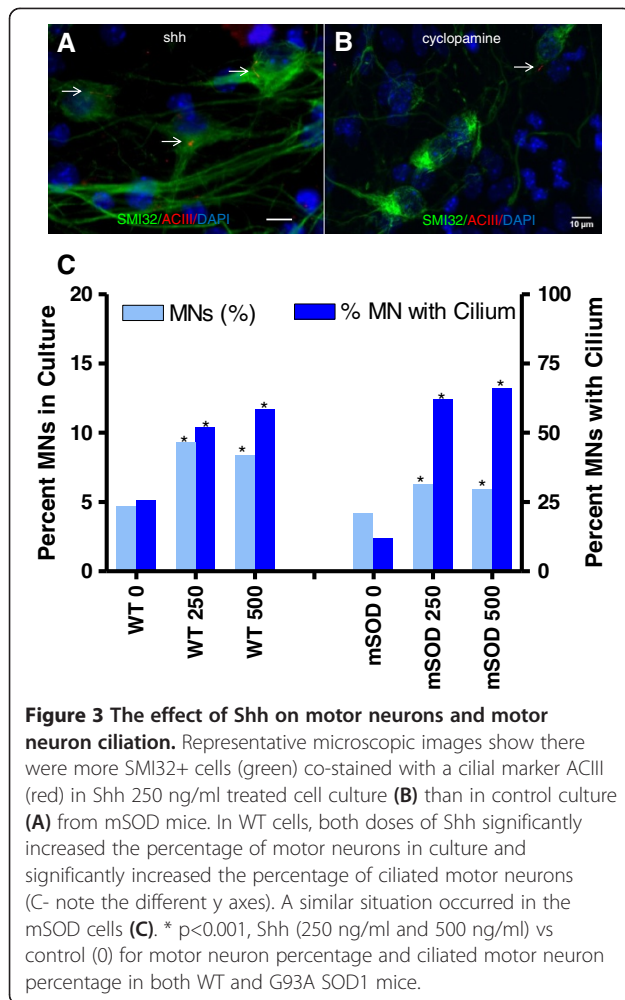 A
shh
SMI32/ACIII/DAPI
B
cyclopamine
SMI32/ACIII/DAPI
10 μm
C
MNs (%)
% MN with Cilium
Percent MNs in Culture
20
15
10
5
0
Percent MNs with Cilium
100
75
50
25
0
* * * * * * * *
WT 0
WT 250
WT 500
mSOD 0
mSOD 250
mSOD 500
Figure 3 The effect of Shh on motor neurons and motor
neuron ciliation. Representative microscopic images show there
were more SMI32+ cells (green) co-stained with a cilial marker ACIII
(red) in Shh 250 ng/ml treated cell culture (B) than in control culture
(A) from mSOD mice. In WT cells, both doses of Shh significantly
increased the percentage of motor neurons in culture and
significantly increased the percentage of ciliated motor neurons
(C- note the different y axes). A similar situation occurred in the
mSOD cells (C). * p<0.001, Shh (250 ng/ml and 500 ng/ml) vs
control (0) for motor neuron percentage and ciliated motor neuron
percentage in both WT and G93A SOD1 mice.